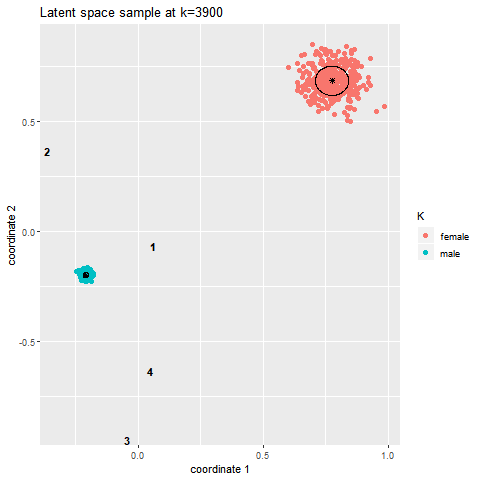 Latent space sample at k=3900
0.5
0.0
-0.5
coordinate 2
2
1
4
3
0.0
0.5
1.0
coordinate 1
K
female
male